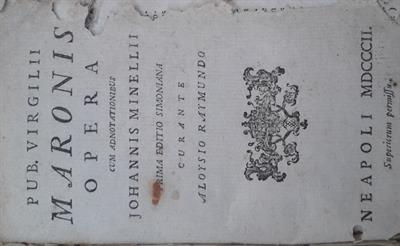 PUB. VIRGILII
MARONIS
OPERA
CUM ADNOTATIONIBUS
JOHANNIS MINELLII
PRIMA EDITIO SIMONIANA
CURANTE
ALOYSIO RAYMUNDO
NEAPOLI MDCCCII.
Superiorum permissu.